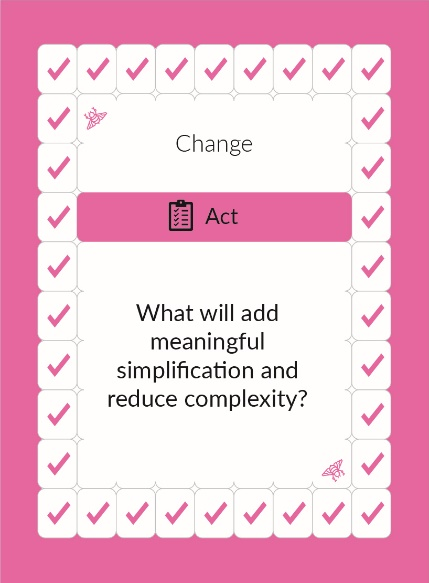 Change
Act
What will add
meaningful
simplification and
reduce complexity?